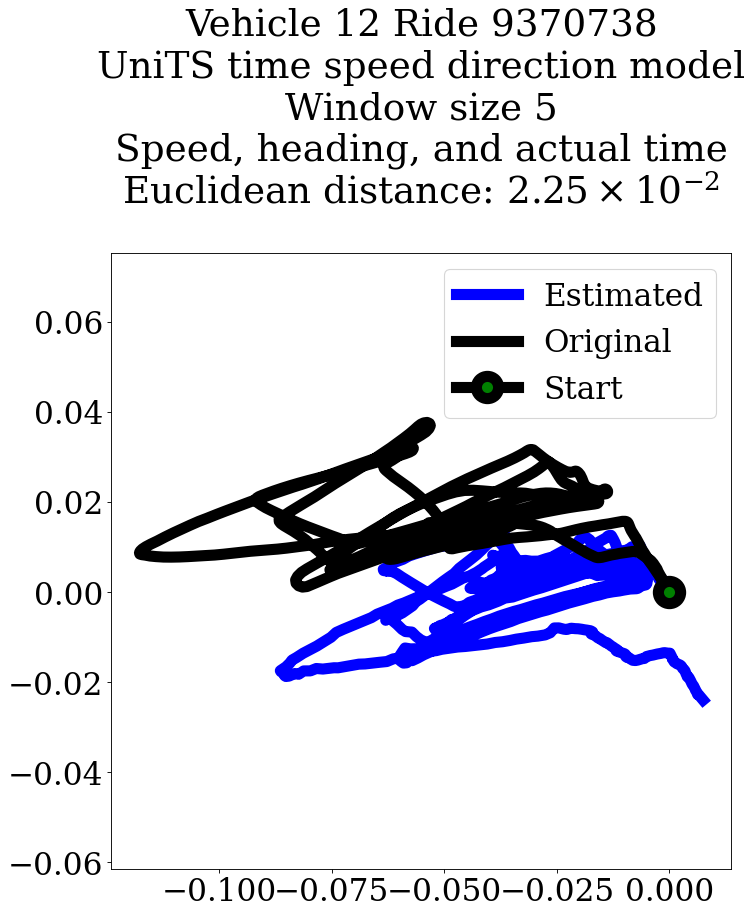 Vehicle 12 Ride 9370738
UniTS time speed direction model
Window size 5
Speed, heading, and actual time
Euclidean distance: 2.25 × 10⁻²
Estimated
Original
Start
0.06
0.04
0.02
0.00
−0.02
−0.04
−0.06
−0.100 −0.075 −0.050 −0.025 0.000